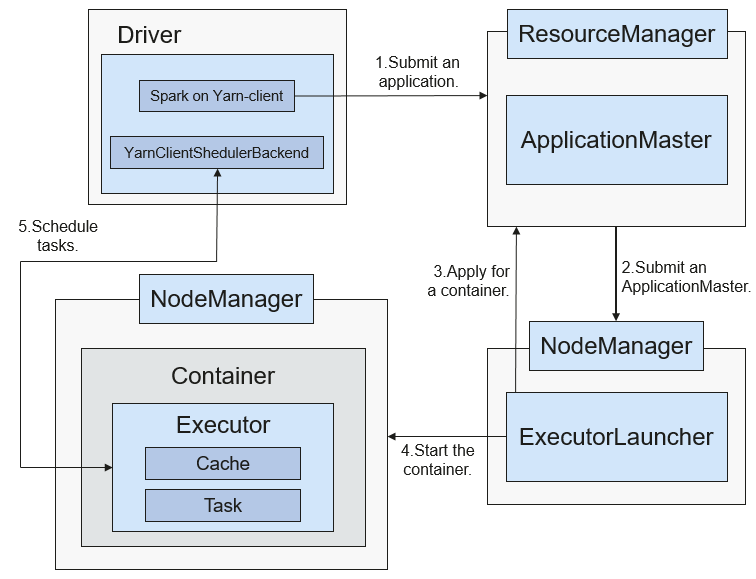 Driver
Spark on Yarn-client
YarnClientShedulerBackend
1.Submit an
application.
ResourceManager
ApplicationMaster
5.Schedule
tasks.
3.Apply for
a container.
2.Submit an
ApplicationMaster.
NodeManager
Container
Executor
Cache
Task
4.Start the
container.
NodeManager
ExecutorLauncher